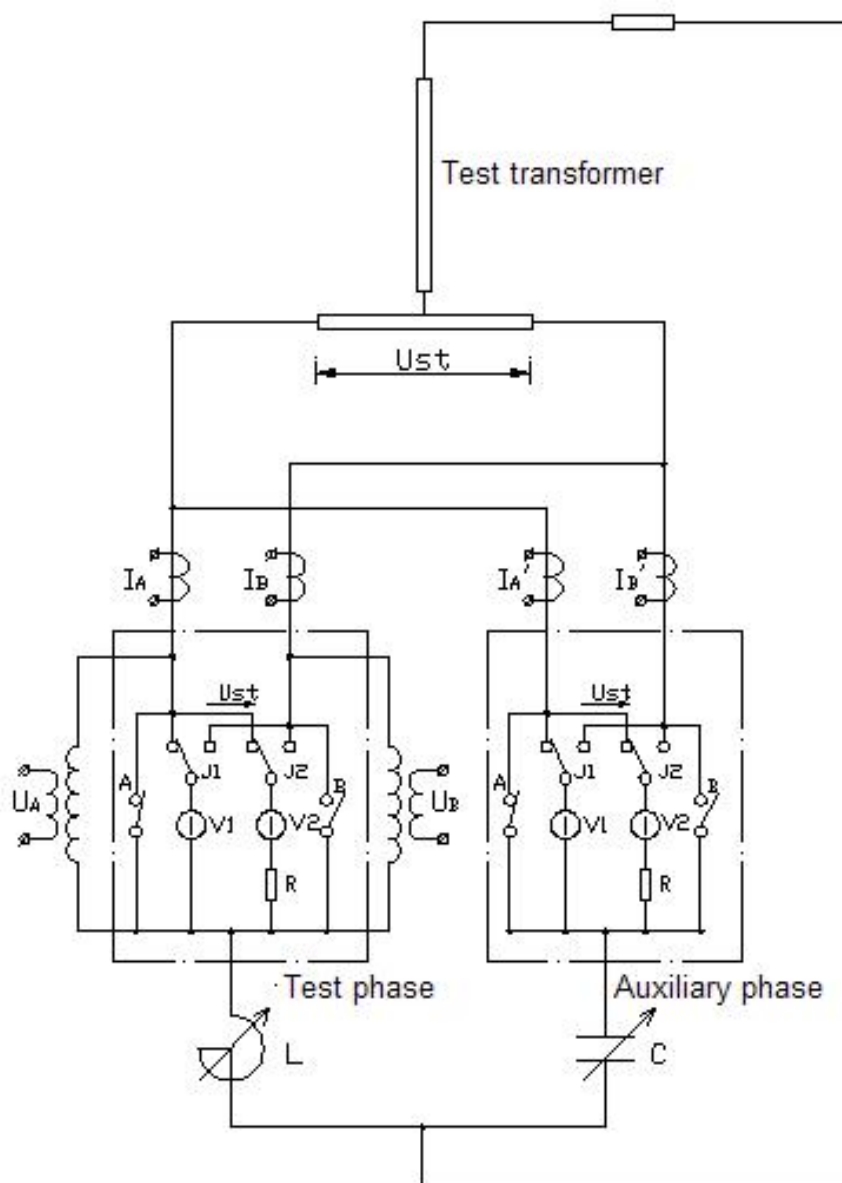 Test transformer
Ust
IA IB IA' IB'
Ust Ust
A J1 J2 B A J1 J2 B
UA V1 V2 UB V1 V2
R R
Test phase Auxiliary phase
L C